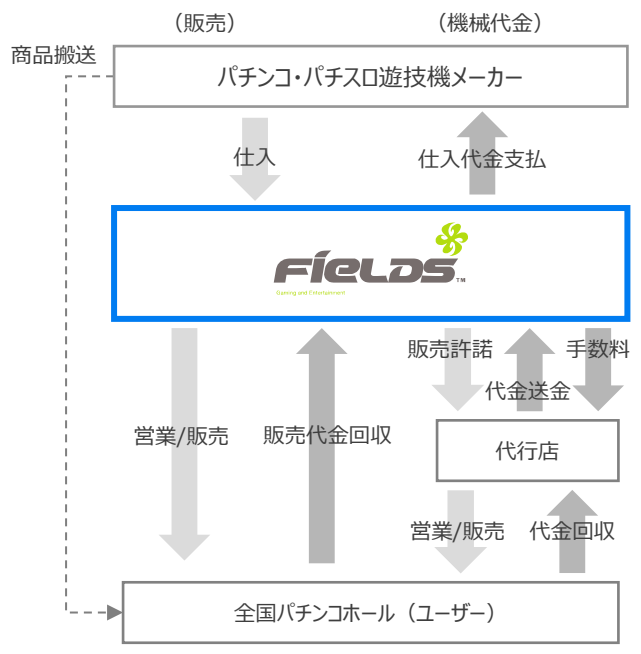 （販売）
（機械代金）
商品搬送
パチンコ・パチスロ遊技機メーカー
仕入
仕入代金支払
FIELDS TM
Gaming and Entertainment
販売許諾
手数料
代金送金
営業/販売
販売代金回収
代行店
営業/販売
代金回収
全国パチンコホール（ユーザー）